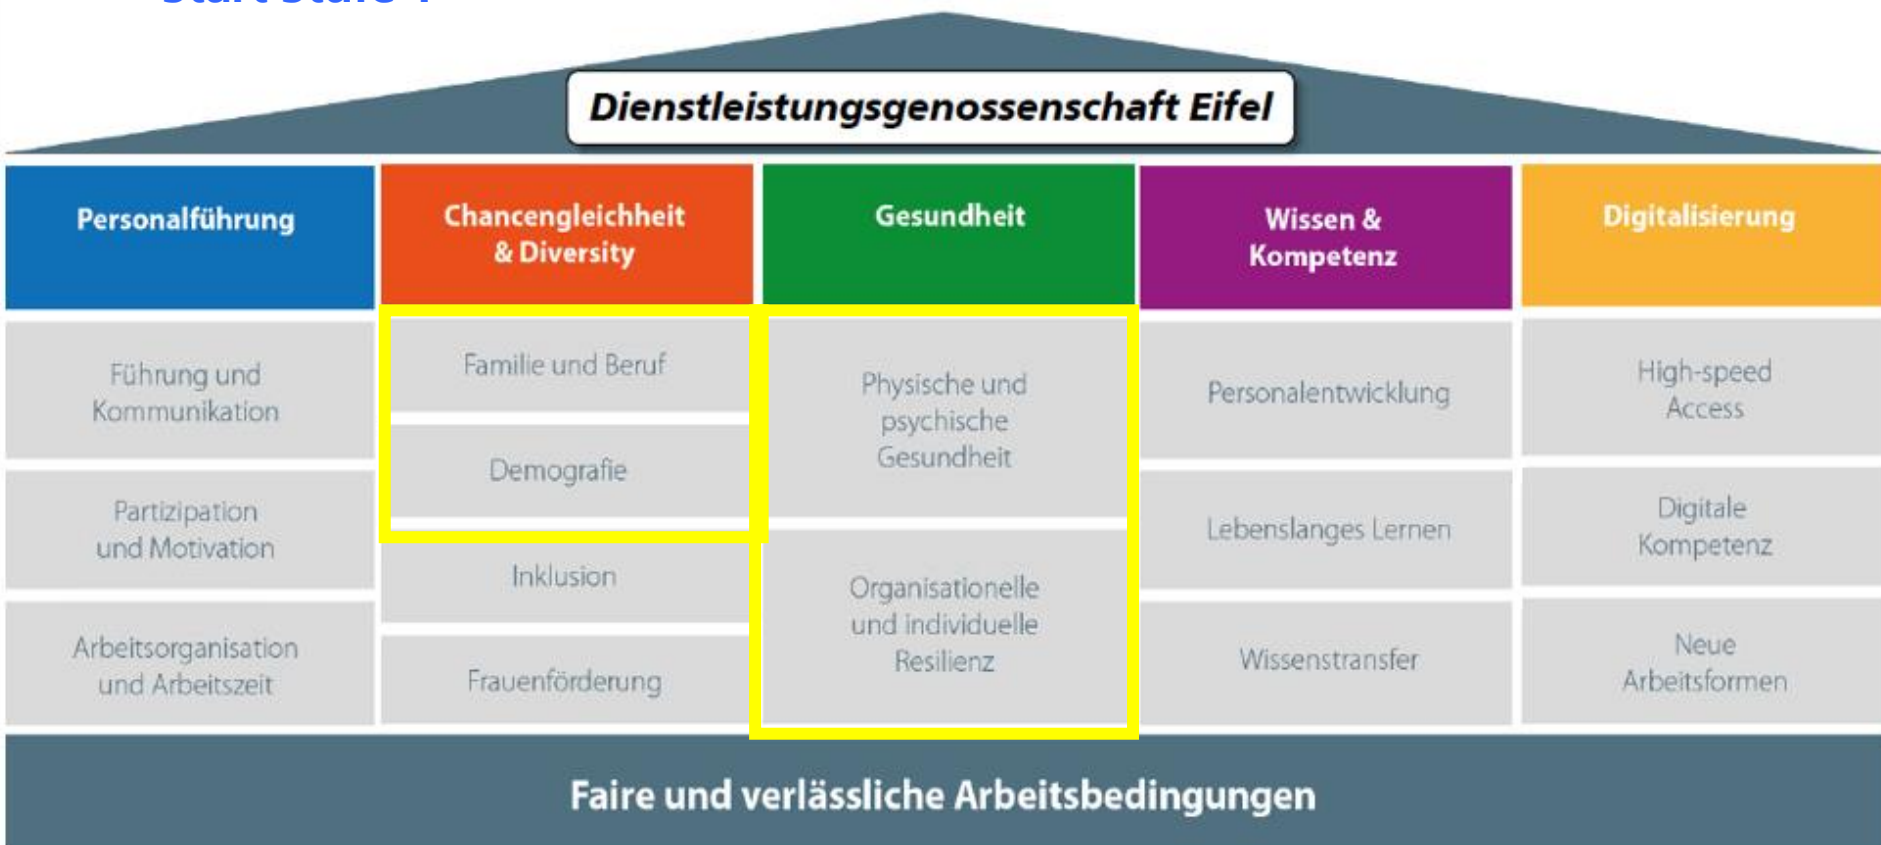 Dienstleistungsgenossenschaft Eifel
Personalführung
Chancengleichheit
& Diversity
Gesundheit
Wissen &
Kompetenz
Digitalisierung
Führung und
Kommunikation
Partizipation
und Motivation
Arbeitsorganisation
und Arbeitszeit
Familie und Beruf
Demografie
Inklusion
Frauenförderung
Physische und
psychische
Gesundheit
Organisationelle
und individuelle
Resilienz
Personalentwicklung
Lebenslanges Lernen
Wissenstransfer
High-speed
Access
Digitale
Kompetenz
Neue
Arbeitsformen
Faire und verlässliche Arbeitsbedingungen